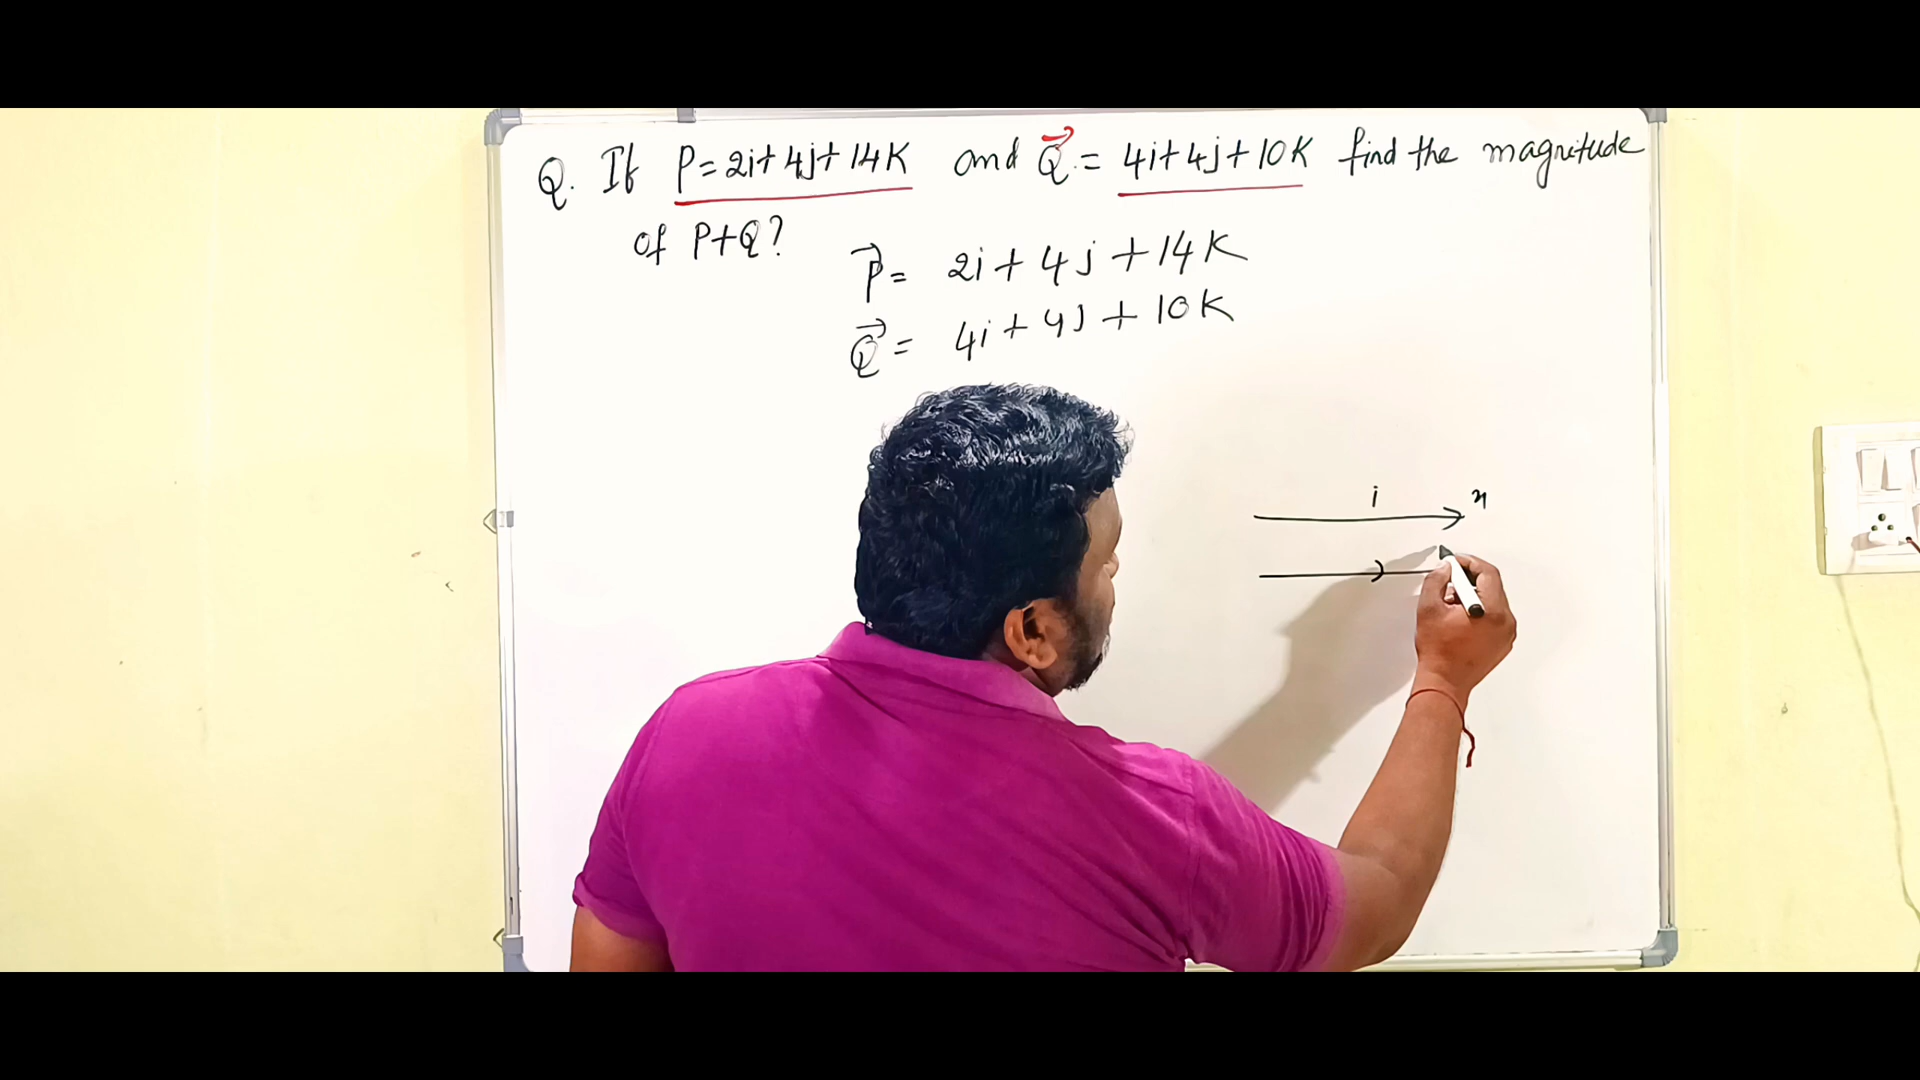 Q. If P=2i+4j+14K and Q⃗ = 4i+4j+10K find the magnitude
of P+Q?
P⃗ = 2i+4j+14K
Q⃗ = 4i+4j+10K
i x